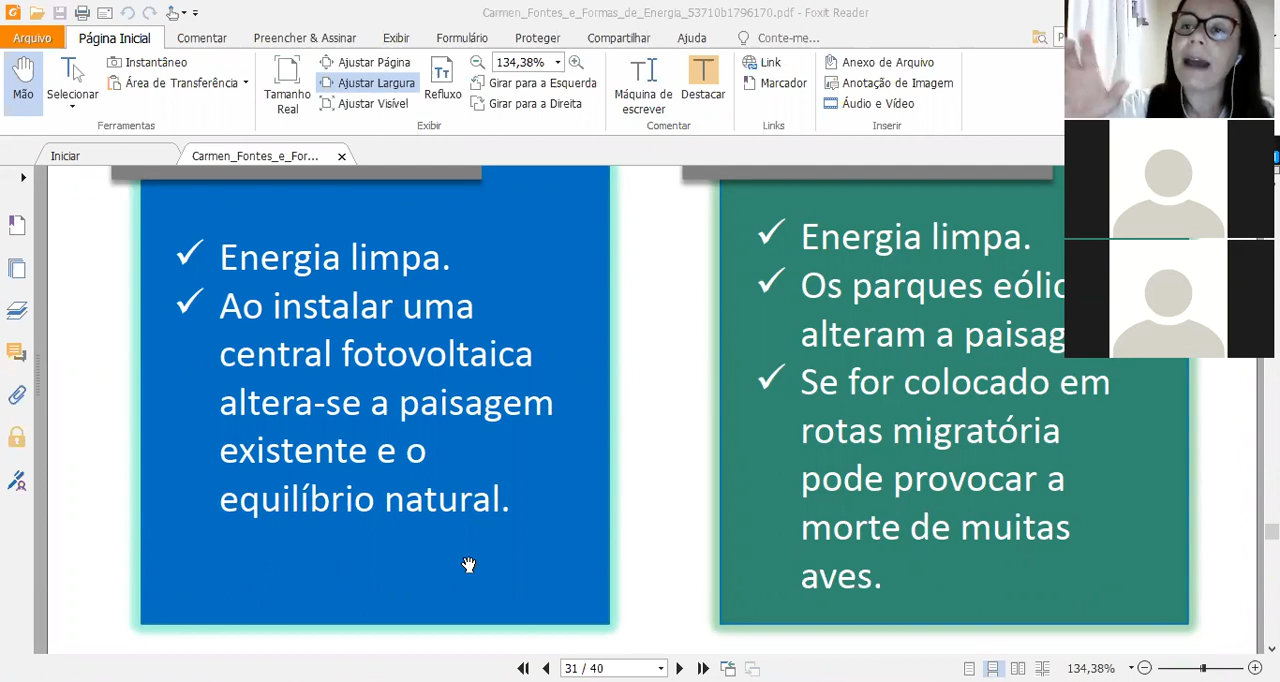 Carmen_Fontes_e_Formas_de_Energia_53710b1796170.pdf - Foxit Reader
Arquivo
Página Inicial
Comentar
Preencher & Assinar
Exibir
Formulário
Proteger
Compartilhar
Ajuda
Conte-me...
Mão
Selecionar
Instantâneo
Área de Transferência
Ferramentas
Tamanho
Real
Ajustar Página
Ajustar Largura
Ajustar Visível
Refluxo
134,38%
Girar para a Esquerda
Girar para a Direita
Exibir
Máquina de
escrever
Destacar
Comentar
Link
Marcador
Links
Anexo de Arquivo
Anotação de Imagem
Áudio e Vídeo
Inserir
Iniciar
Carmen_Fontes_e_For...
Energia limpa.
Ao instalar uma
central fotovoltaica
altera-se a paisagem
existente e o
equilíbrio natural.
Energia limpa.
Os parques
alteram a
Se for colocado em
rotas migratória
pode provocar a
morte de muitas
aves.
31 / 40
134,38%